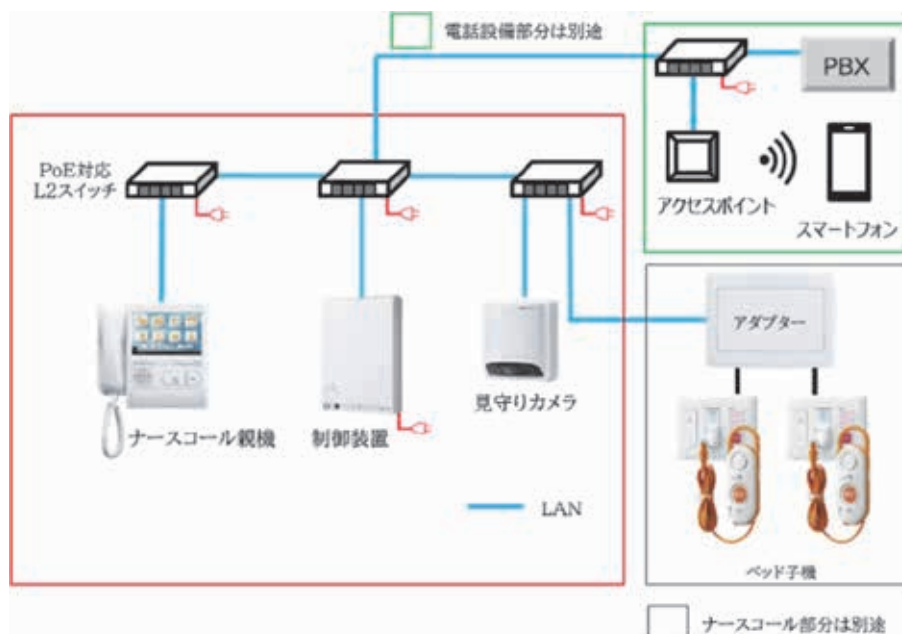 電話設備部分は別途
PBX
アクセスポイント
スマートフォン
PoE対応
L2スイッチ
ナースコール親機
制御装置
見守りカメラ
LAN
アダプター
ベッド子機
ナースコール部分は別途